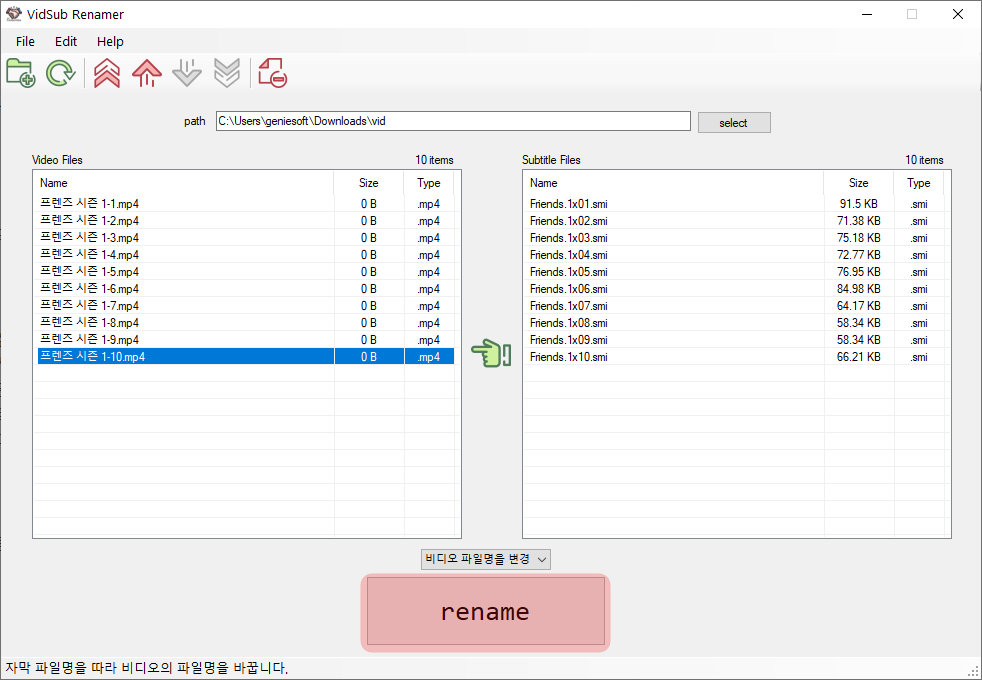 VidSub Renamer
File Edit Help
path C:\Users\geniesoft\Downloads\vid select
Video Files 10 items
Name Size Type
프렌즈 시즌 1-1.mp4 0 B .mp4
프렌즈 시즌 1-2.mp4 0 B .mp4
프렌즈 시즌 1-3.mp4 0 B .mp4
프렌즈 시즌 1-4.mp4 0 B .mp4
프렌즈 시즌 1-5.mp4 0 B .mp4
프렌즈 시즌 1-6.mp4 0 B .mp4
프렌즈 시즌 1-7.mp4 0 B .mp4
프렌즈 시즌 1-8.mp4 0 B .mp4
프렌즈 시즌 1-9.mp4 0 B .mp4
프렌즈 시즌 1-10.mp4 0 B .mp4
Subtitle Files 10 items
Name Size Type
Friends.1x01.smi 91.5 KB .smi
Friends.1x02.smi 71.38 KB .smi
Friends.1x03.smi 75.18 KB .smi
Friends.1x04.smi 72.77 KB .smi
Friends.1x05.smi 76.95 KB .smi
Friends.1x06.smi 84.98 KB .smi
Friends.1x07.smi 64.17 KB .smi
Friends.1x08.smi 58.34 KB .smi
Friends.1x09.smi 58.34 KB .smi
Friends.1x10.smi 66.21 KB .smi
비디오 파일명을 변경
rename
자막 파일명을 따라 비디오의 파일명을 바꿉니다.